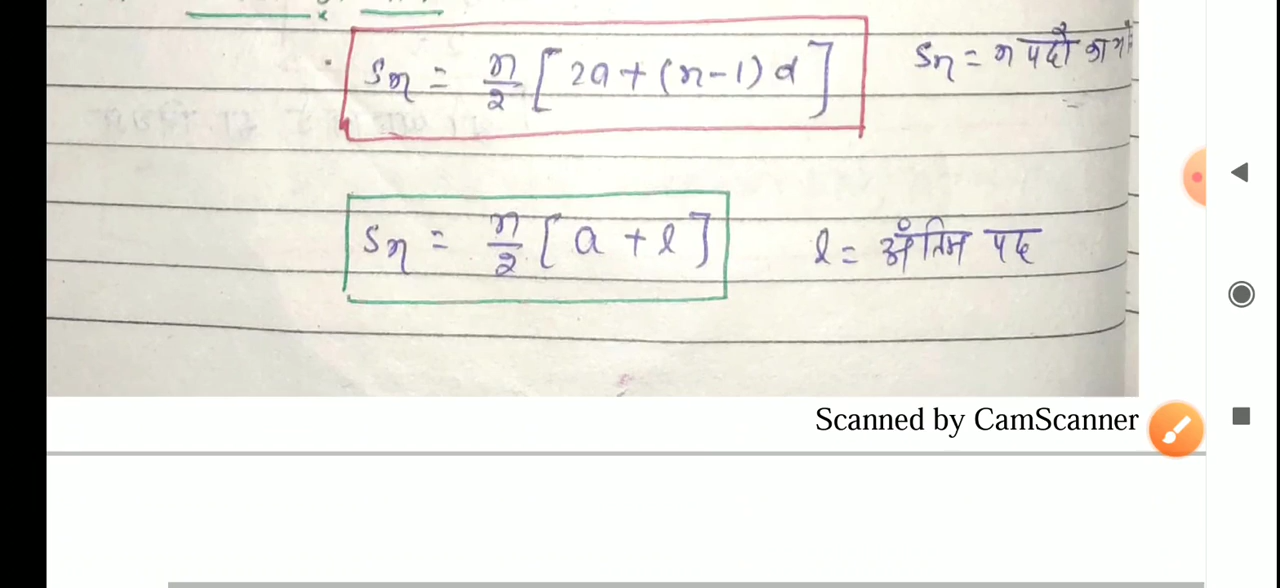 Sn = n/2 [ 2a + (n-1) d ]
Sn = n पदों का
Sn = n/2 [ a + l ]
l = अंतिम पद
Scanned by CamScanner